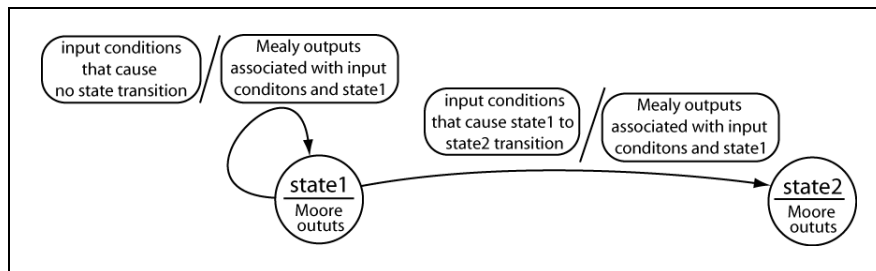 input conditions
that cause
no state transition
Mealy outputs
associated with input
conditons and state1
input conditions
that cause state1 to
state2 transition
Mealy outputs
associated with input
conditons and state1
state1
Moore
oututs
state2
Moore
oututs